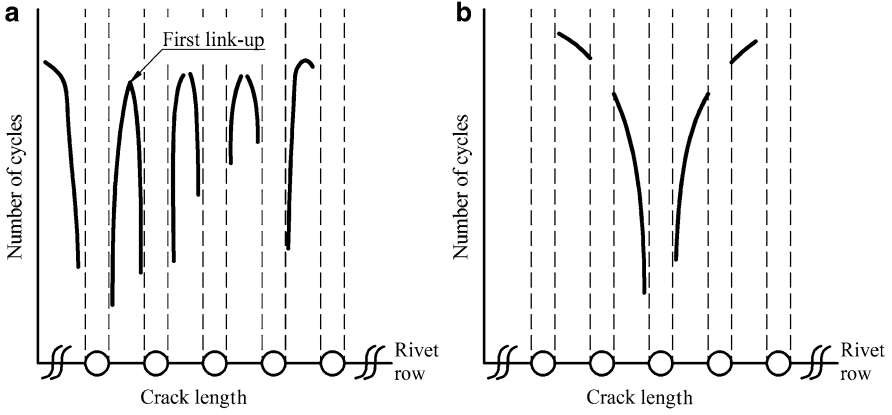 a
First link-up
Number of cycles
Rivet
row
Crack length
b
Number of cycles
Rivet
row
Crack length